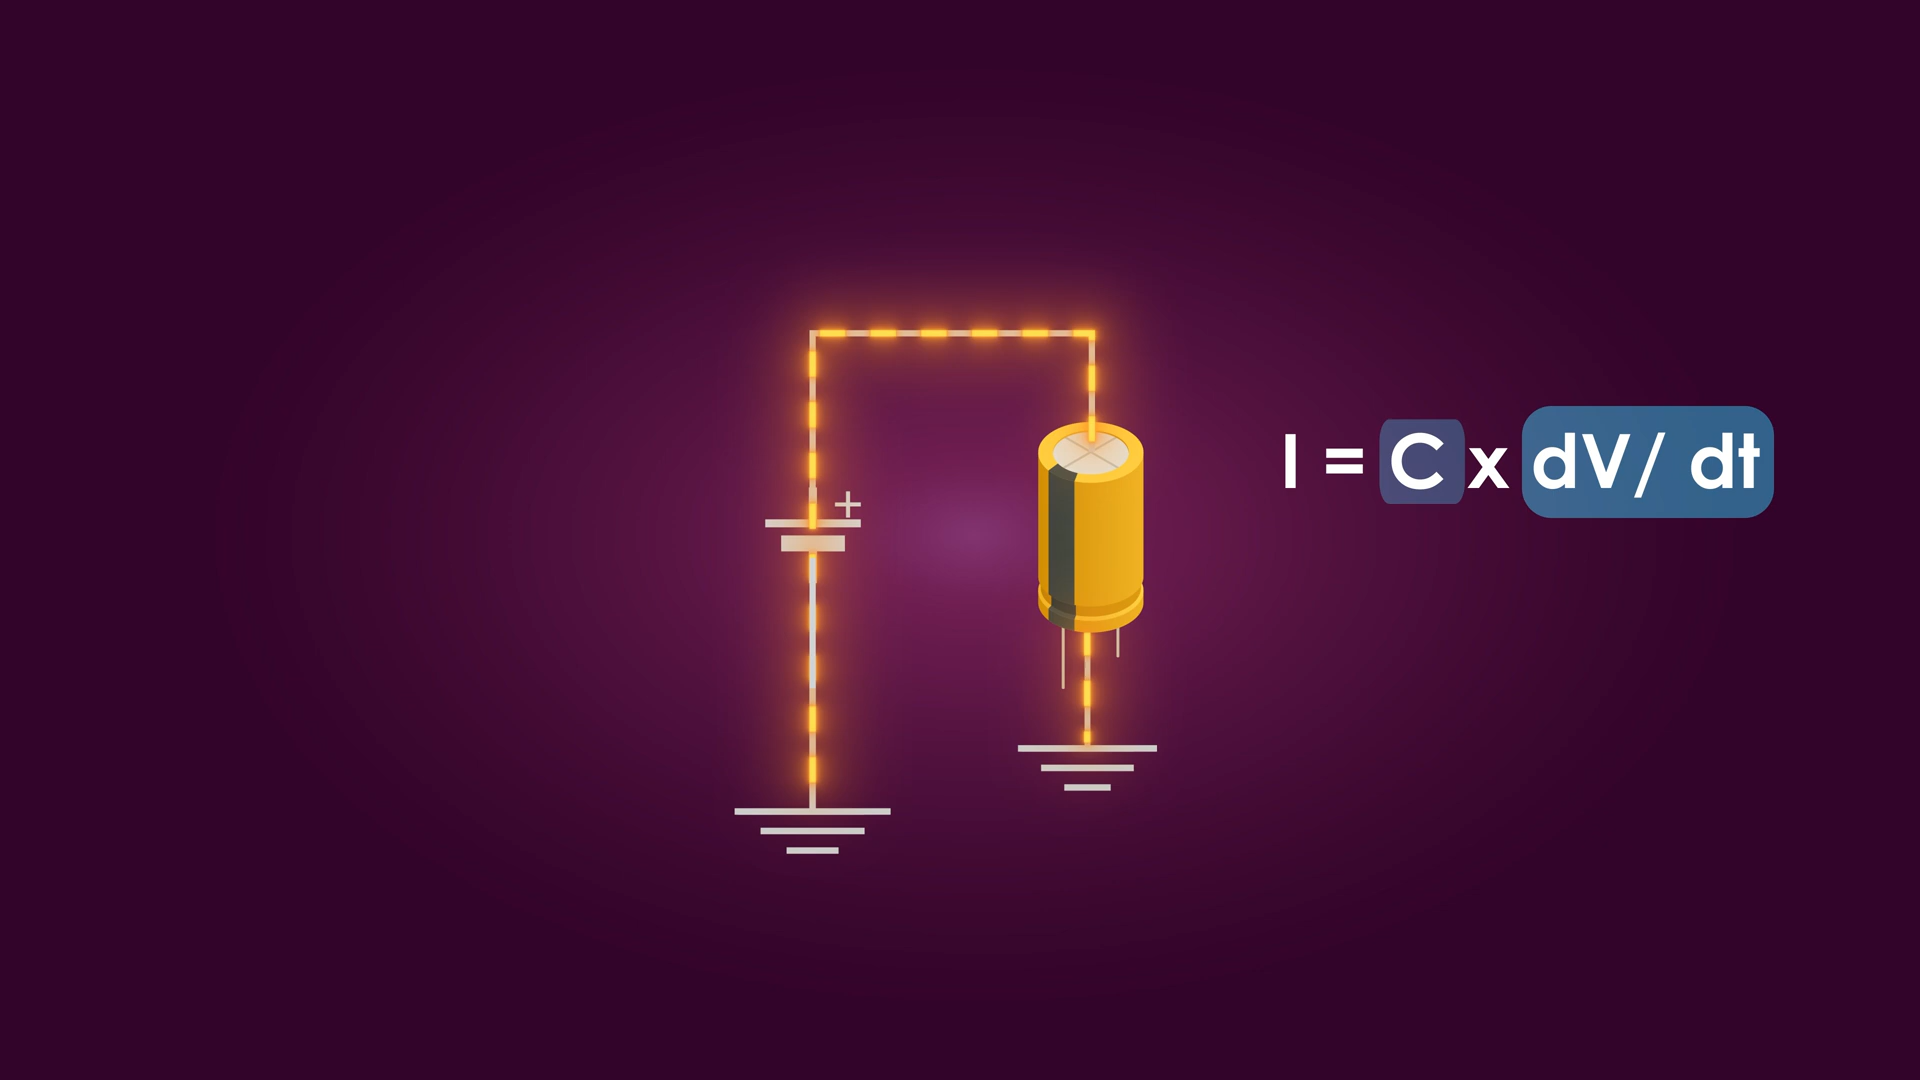 +
I = C x dV/ dt